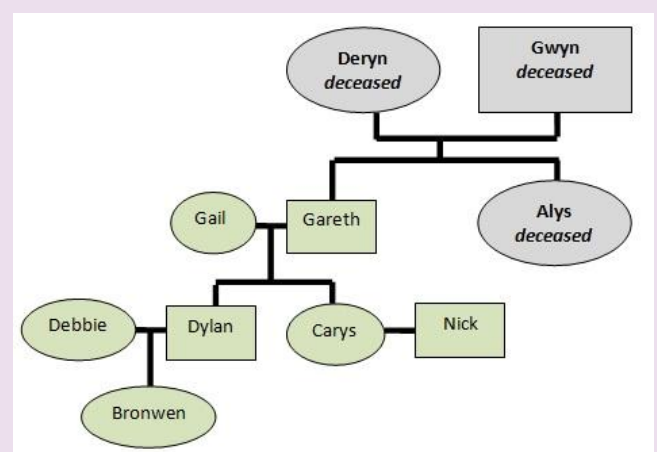 Deryn
deceased
Gwyn
deceased
Gail
Gareth
Alys
deceased
Debbie
Dylan
Carys
Nick
Bronwen